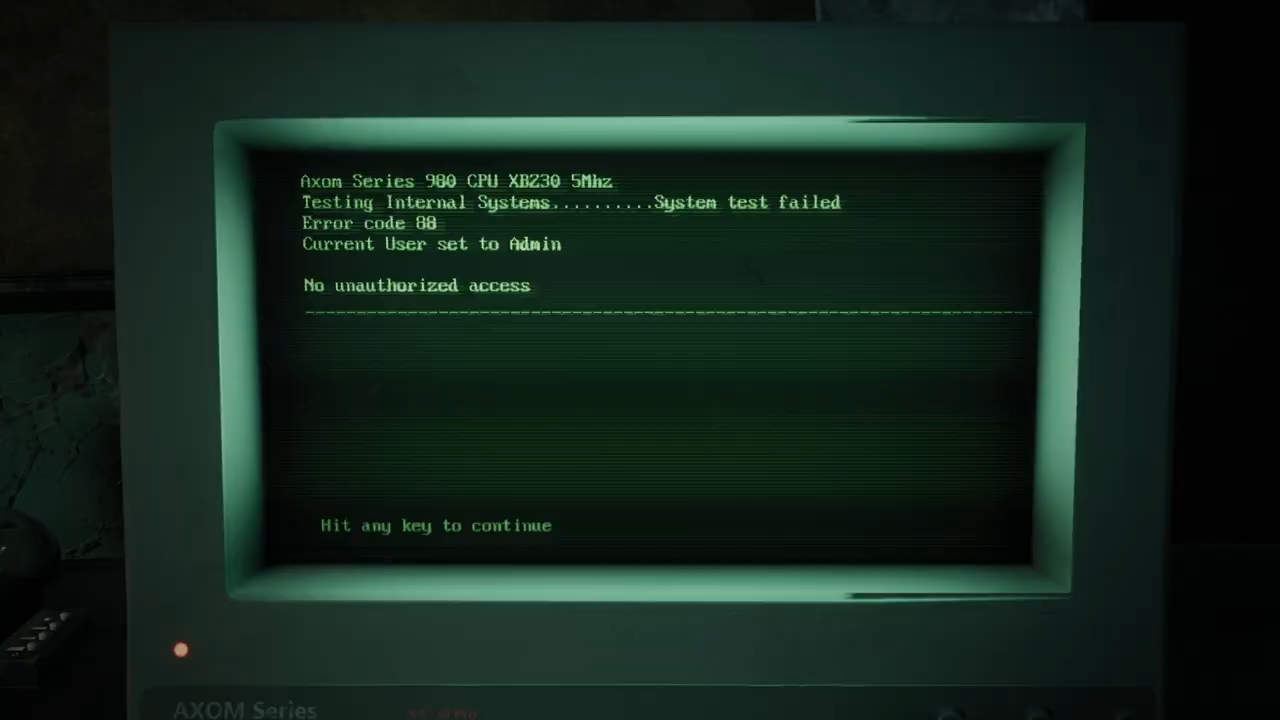 Axom Series 980 CPU XBZ30 5Mhz
Testing Internal Systems..........System test failed
Error code 88
Current User set to Admin
No unauthorized access
Hit any key to continue
AXOM Series